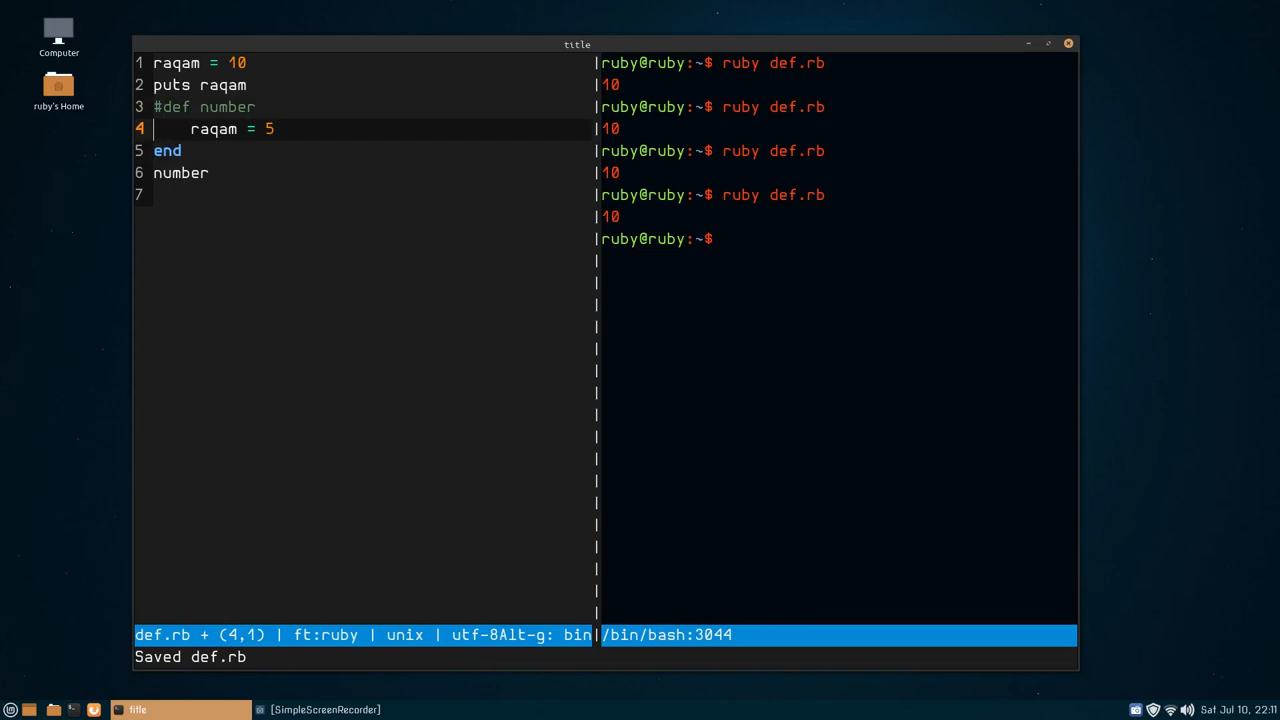 Computer
ruby's Home
title
1 raqam = 10
2 puts raqam
3 #def number
4     raqam = 5
5 end
6 number
7
ruby@ruby:~$ ruby def.rb
10
ruby@ruby:~$ ruby def.rb
10
ruby@ruby:~$ ruby def.rb
10
ruby@ruby:~$ ruby def.rb
10
ruby@ruby:~$
def.rb + (4,1) | ft:ruby | unix | utf-8Alt-g: bin
/bin/bash:3044
Saved def.rb
title
[SimpleScreenRecorder]
Sat Jul 10, 22:11